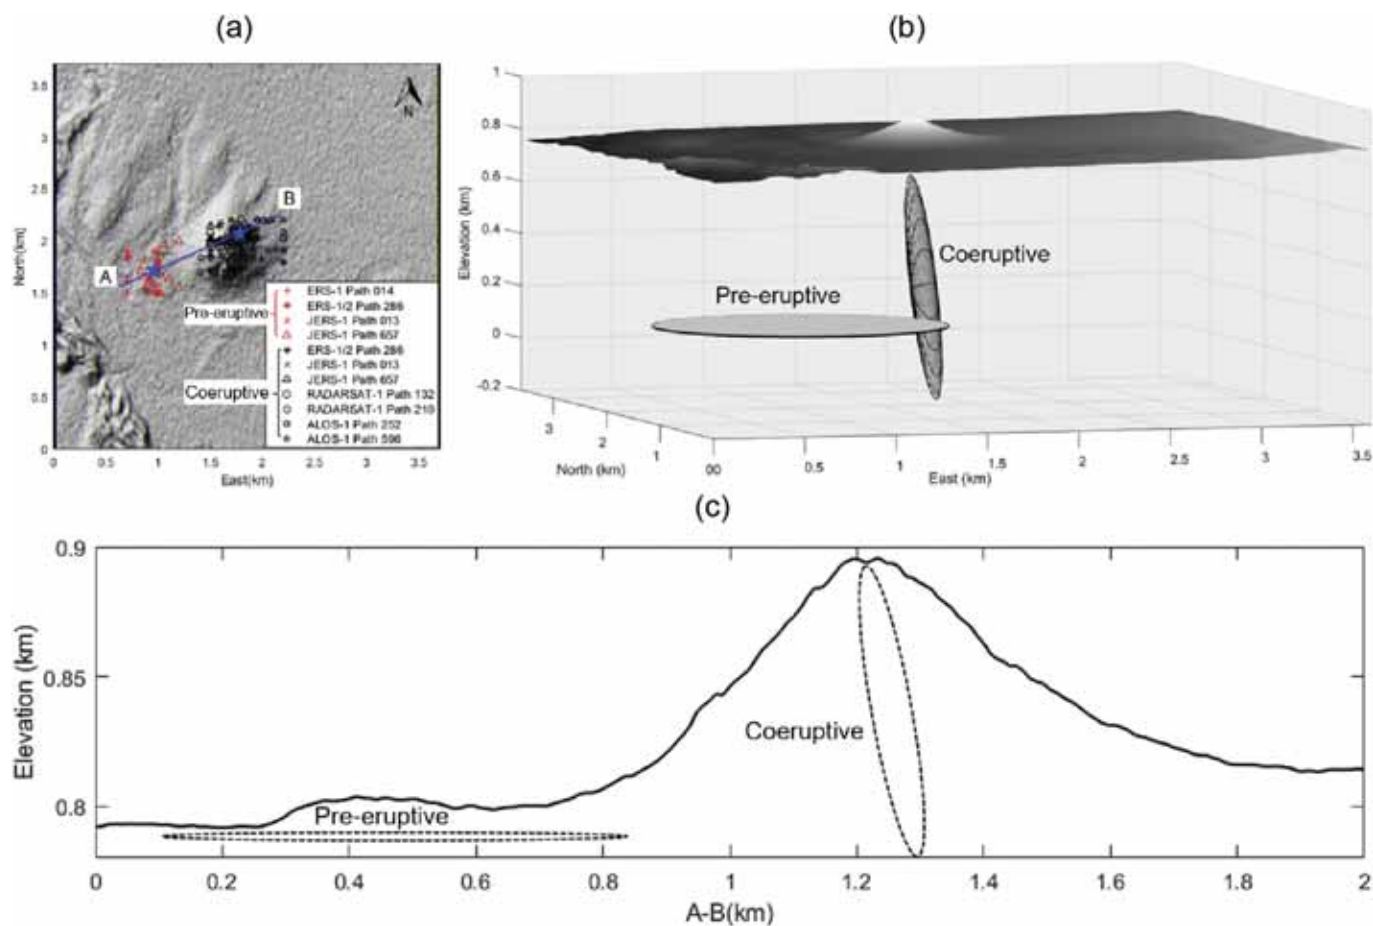 (a)
3.5
3
2.5
2
1.5
1
0.5
0
North(km)
N
B
A
ERS-1 Path 014
ERS-1/2 Path 286
Pre-eruptive
JERS-1 Path 013
JERS-1 Path 657
ERS-1/2 Path 286
JERS-1 Path 013
JERS-1 Path 657
Coeruptive
RADARSAT-1 Path 132
RADARSAT-1 Path 210
ALOS-1 Path 252
ALOS-1 Path 596
0 0.5 1 1.5 2 2.5 3 3.5
East(km)
(b)
1
0.8
0.6
0.4
0.2
0
-0.2
Elevation (km)
Coeruptive
Pre-eruptive
3
2
1
00 0.5 1 1.5 2 2.5 3 3.5
North (km)
East (km)
(c)
0.9
0.85
0.8
Elevation (km)
Coeruptive
Pre-eruptive
0 0.2 0.4 0.6 0.8 1 1.2 1.4 1.6 1.8 2
A-B(km)